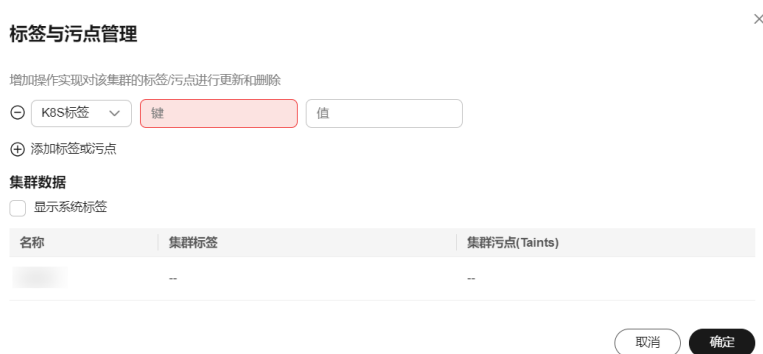 标签与污点管理
增加操作实现对该集群的标签/污点进行更新和删除
K8S标签 键 值
添加标签或污点
集群数据
显示系统标签
名称 集群标签 集群污点(Taints)
-- --
取消 确定